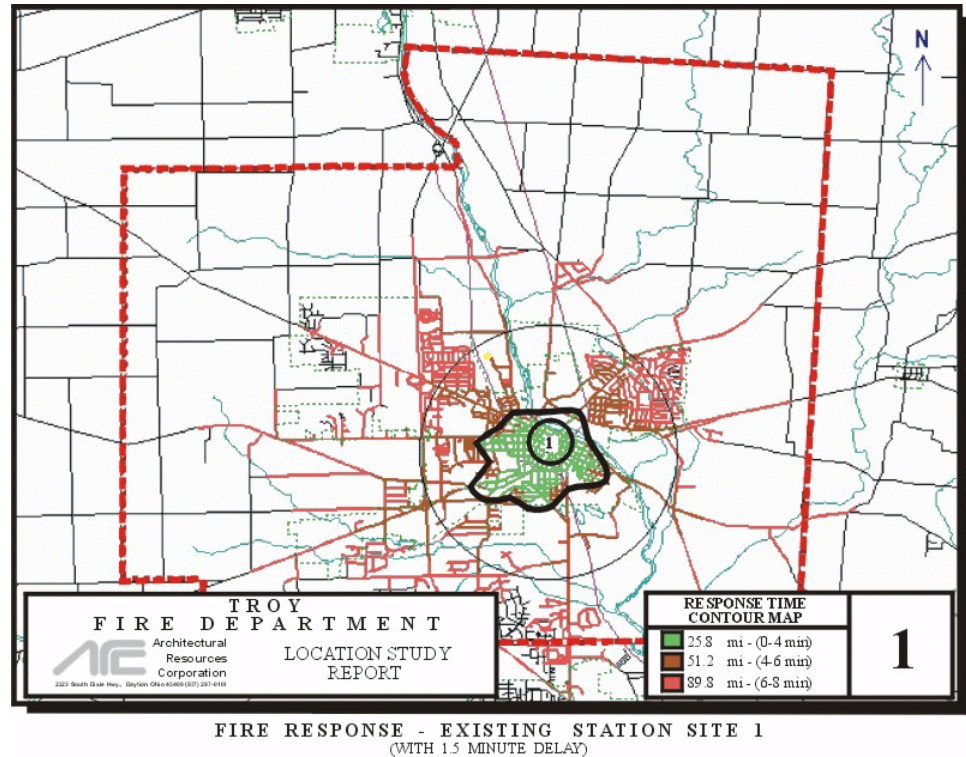 N
1
TROY
FIRE DEPARTMENT
Architectural
Resources
Corporation
LOCATION STUDY
REPORT
RESPONSE TIME
CONTOUR MAP
25.8 mi - (0-4 min)
51.2 mi - (4-6 min)
89.8 mi - (6-8 min)
1
FIRE RESPONSE - EXISTING STATION SITE 1
(WITH 1.5 MINUTE DELAY)